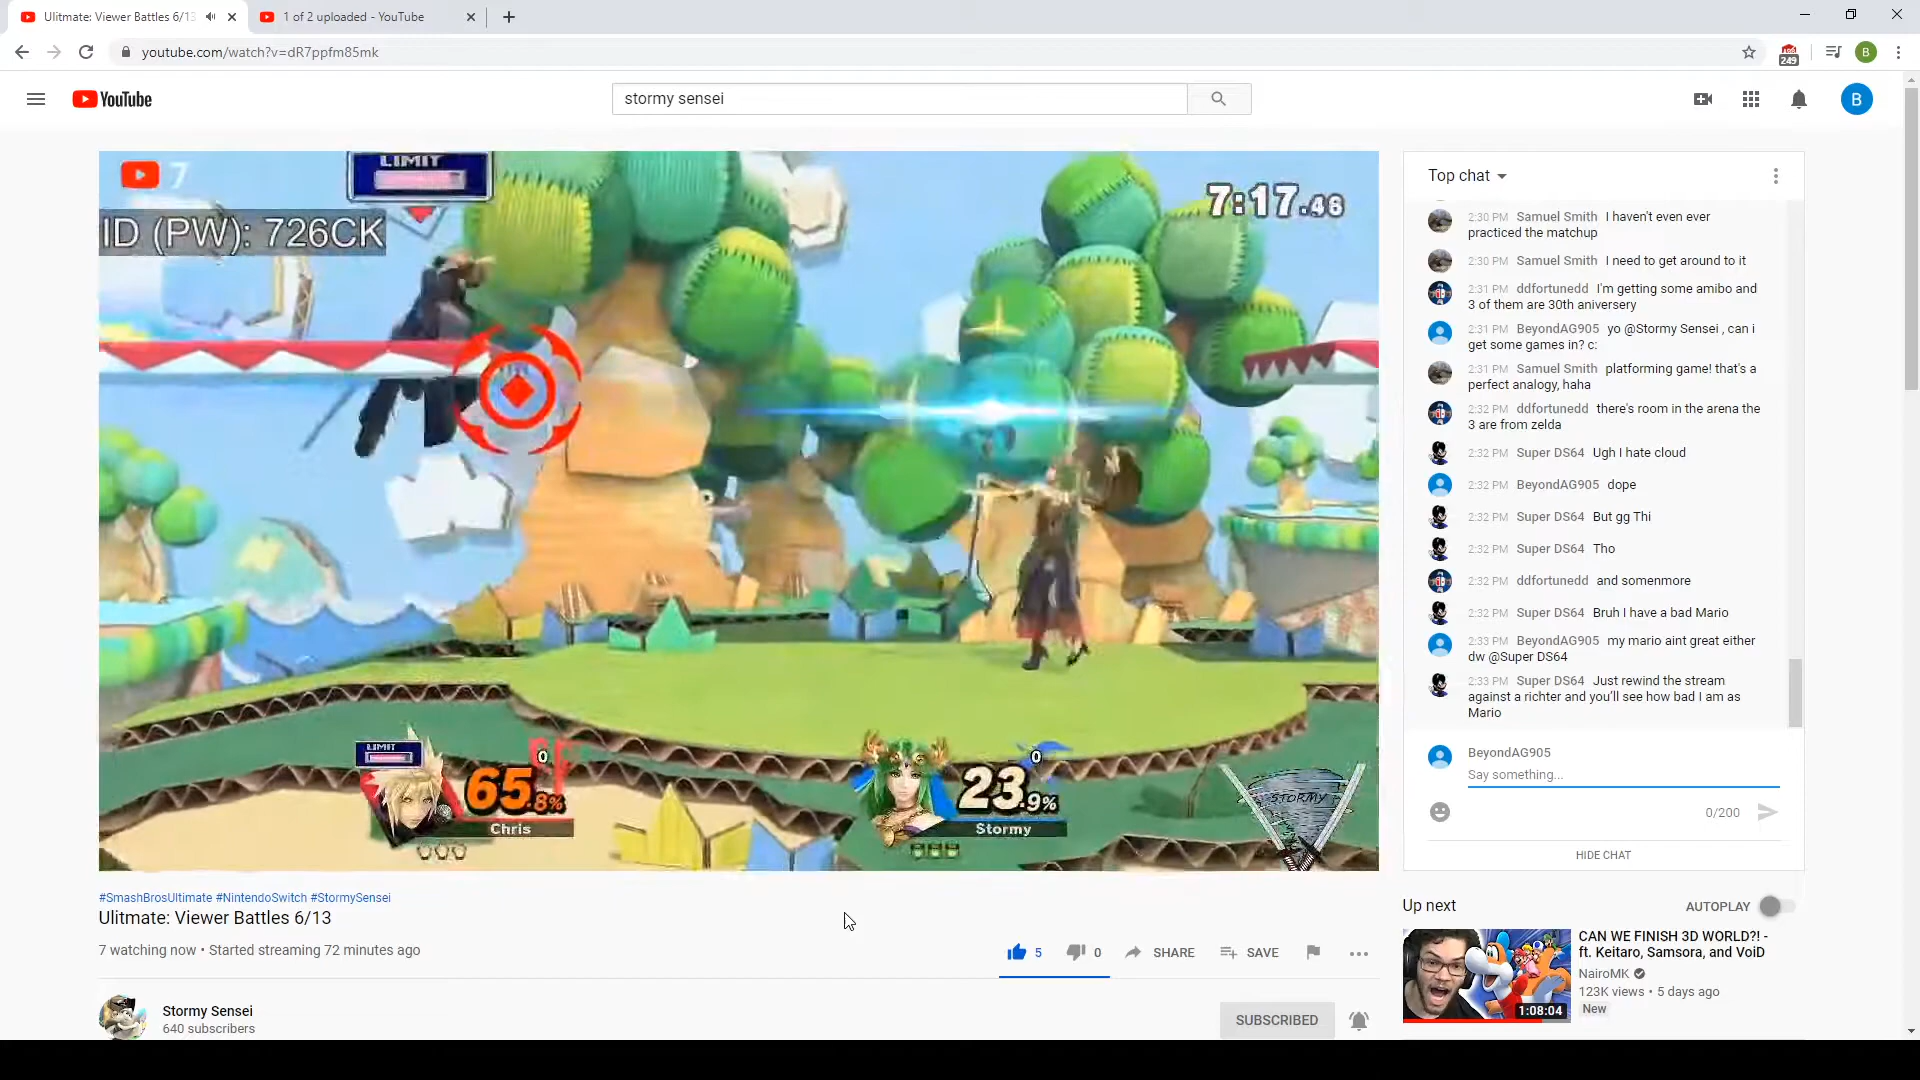 Ulitmate: Viewer Battles 6/13
1 of 2 uploaded - YouTube
youtube.com/watch?v=dR7ppfm85mk
249
B
YouTube
stormy sensei
B
7
LIMIT
7:17.46
ID (PW): 726CK
LIMIT
0
65.8%
Chris
0
23.9%
Stormy
STORMY
Top chat
2:30 PM Samuel Smith I haven't even ever
practiced the matchup
2:30 PM Samuel Smith I need to get around to it
2:31 PM ddfortunedd I'm getting some amibo and
3 of them are 30th aniversery
2:31 PM BeyondAG905 yo @Stormy Sensei , can i
get some games in? c:
2:31 PM Samuel Smith platforming game! that's a
perfect analogy, haha
2:32 PM ddfortunedd there's room in the arena the
3 are from zelda
2:32 PM Super DS64 Ugh I hate cloud
2:32 PM BeyondAG905 dope
2:32 PM Super DS64 But gg Thi
2:32 PM Super DS64 Tho
2:32 PM ddfortunedd and somenmore
2:32 PM Super DS64 Bruh I have a bad Mario
2:33 PM BeyondAG905 my mario aint great either
dw @Super DS64
2:33 PM Super DS64 Just rewind the stream
against a richter and you'll see how bad I am as
Mario
BeyondAG905
Say something...
0/200
HIDE CHAT
#SmashBrosUltimate #NintendoSwitch #StormySensei
Ulitmate: Viewer Battles 6/13
7 watching now • Started streaming 72 minutes ago
5
0
SHARE
SAVE
Stormy Sensei
640 subscribers
SUBSCRIBED
Up next
AUTOPLAY
CAN WE FINISH 3D WORLD?! -
ft. Keitaro, Samsora, and VoiD
NairoMK
123K views • 5 days ago
New
1:08:04